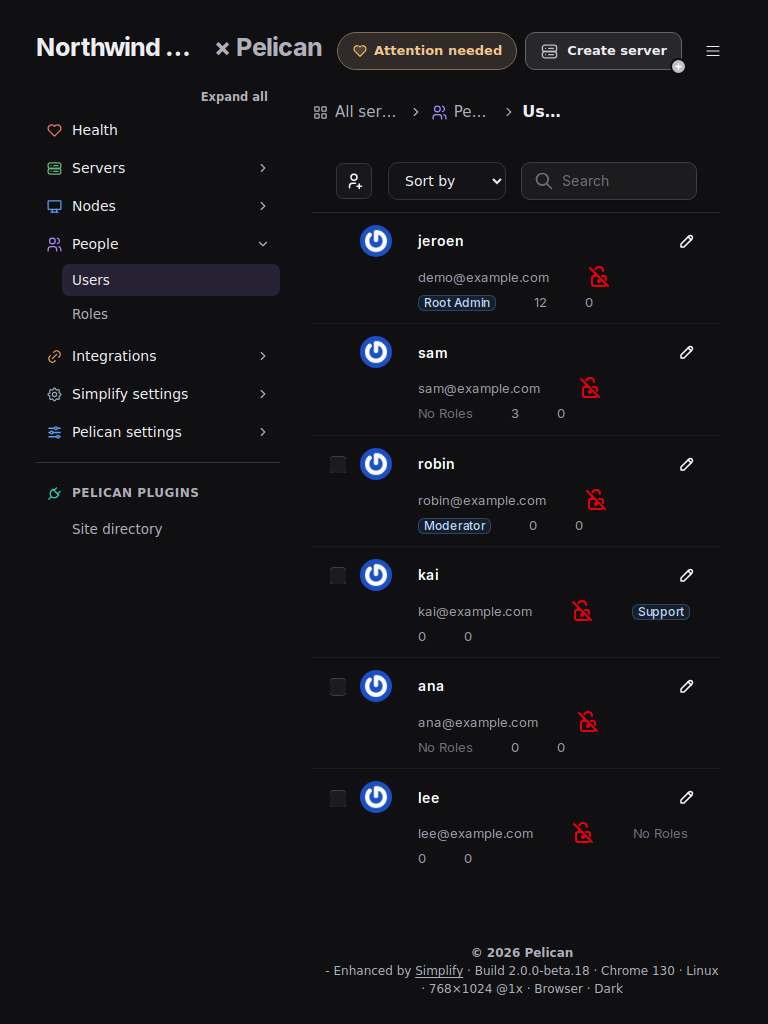 Northwind ... × Pelican
Attention needed
Create server
Expand all
Health
Servers
Nodes
People
Users
Roles
Integrations
Simplify settings
Pelican settings
PELICAN PLUGINS
Site directory
All ser... Pe... Us...
Sort by
Search
jeroen
demo@example.com
Root Admin 12 0
sam
sam@example.com
No Roles 3 0
robin
robin@example.com
Moderator 0 0
kai
kai@example.com Support
0 0
ana
ana@example.com
No Roles 0 0
lee
lee@example.com No Roles
0 0
© 2026 Pelican
- Enhanced by Simplify · Build 2.0.0-beta.18 · Chrome 130 · Linux
· 768×1024 @1x · Browser · Dark